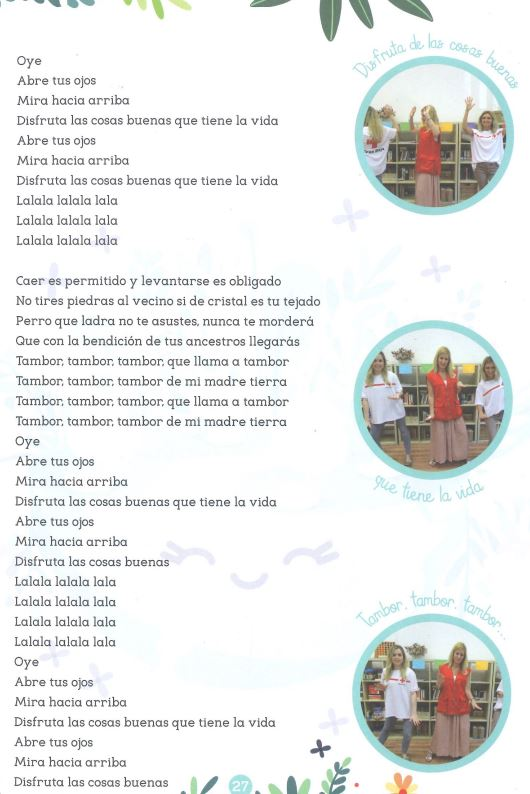 Oye
Abre tus ojos
Mira hacia arriba
Disfruta las cosas buenas que tiene la vida
Abre tus ojos
Mira hacia arriba
Disfruta las cosas buenas que tiene la vida
Lalala lalala lala
Lalala lalala lala
Lalala lalala lala
Caer es permitido y levantarse es obligado
No tires piedras al vecino si de cristal es tu tejado
Perro que ladra no te asustes, nunca te morderá
Que con la bendición de tus ancestros llegarás
Tambor, tambor, tambor, que llama a tambor
Tambor, tambor, tambor de mi madre tierra
Tambor, tambor, tambor, que llama a tambor
Tambor, tambor, tambor de mi madre tierra
Oye
Abre tus ojos
Mira hacia arriba
Disfruta las cosas buenas que tiene la vida
Abre tus ojos
Mira hacia arriba
Disfruta las cosas buenas
Lalala lalala lala
Lalala lalala lala
Lalala lalala lala
Lalala lalala lala
Oye
Abre tus ojos
Mira hacia arriba
Disfruta las cosas buenas que tiene la vida
Abre tus ojos
Mira hacia arriba
Disfruta las cosas buenas
Disfruta de las cosas buenas
que tiene la vida
Tambor, tambor, tambor...
27